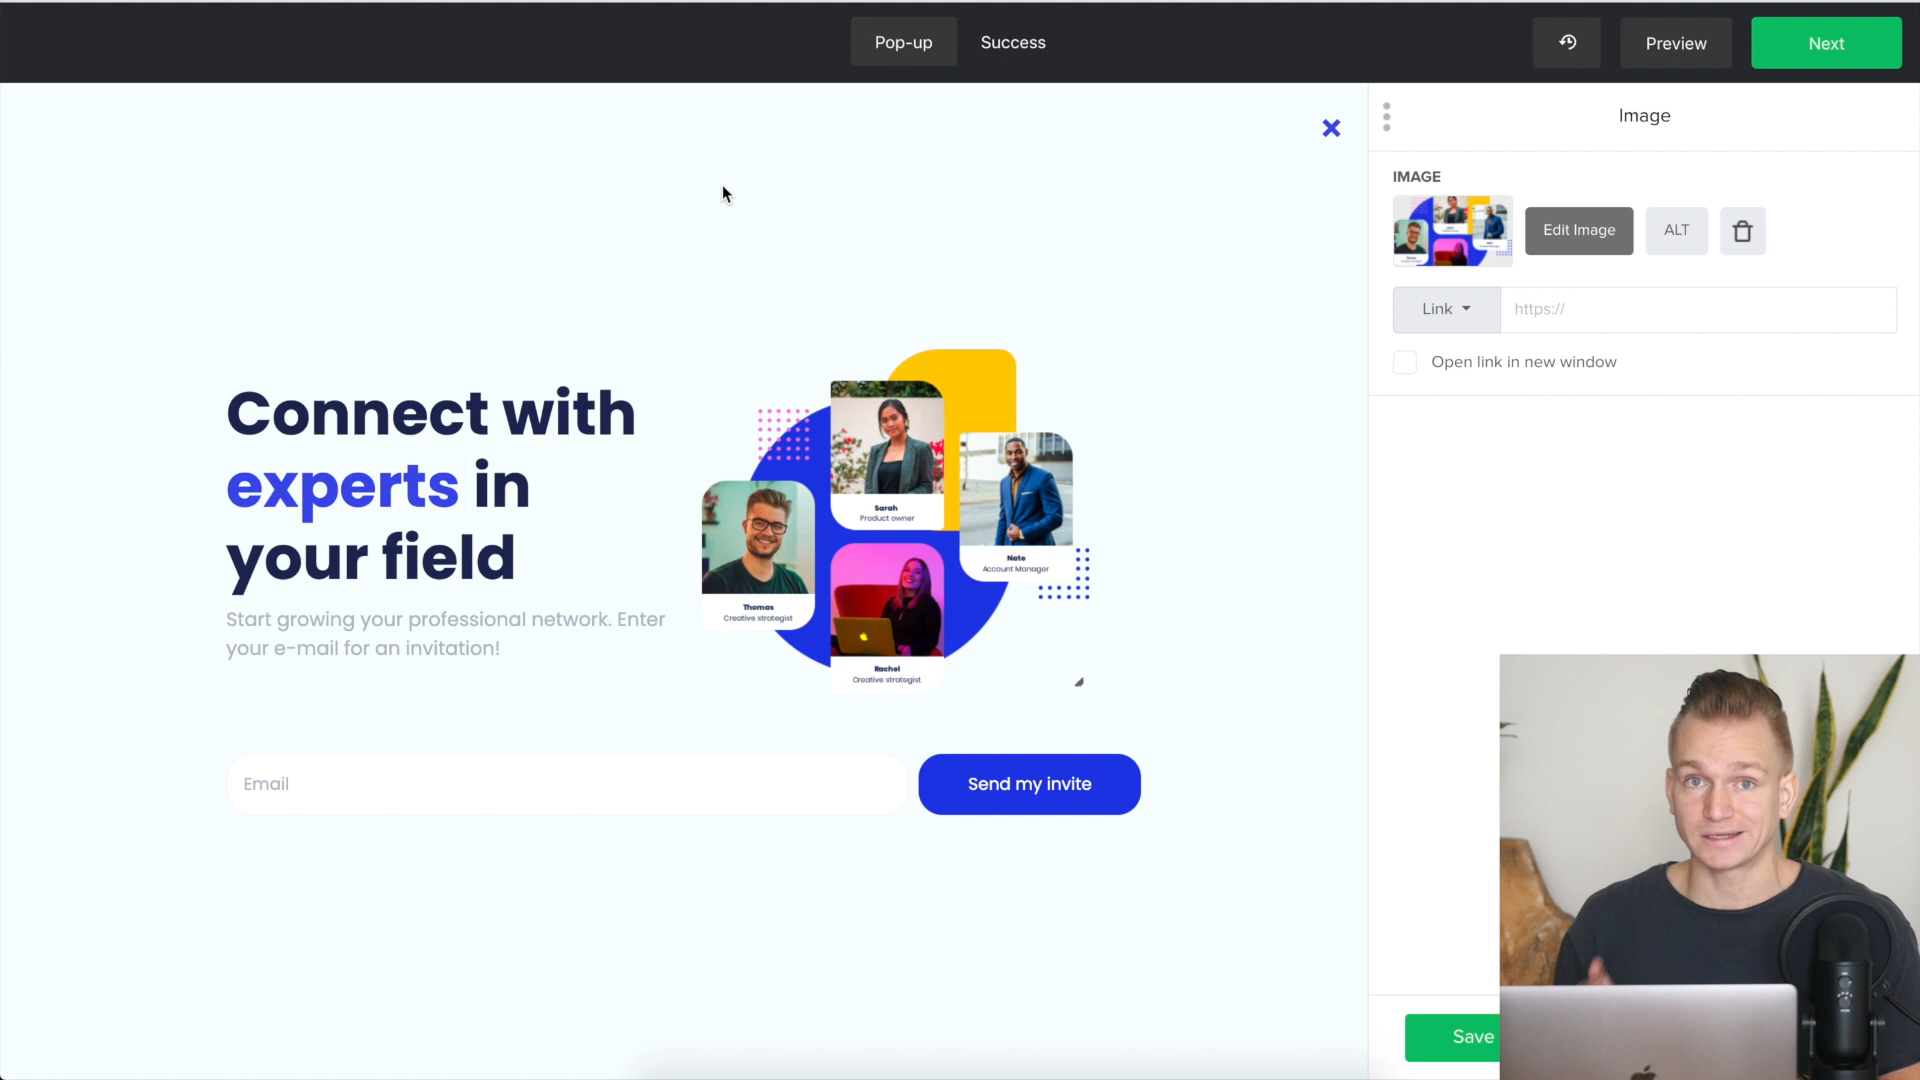 Pop-up
Success
Preview
Next
Image
IMAGE
Edit Image
ALT
Link
https://
Open link in new window
Connect with
experts in
your field
Start growing your professional network. Enter
your e-mail for an invitation!
Sarah
Product owner
Nate
Account Manager
Thomas
Creative strategist
Rachel
Creative strategist
Email
Send my invite
Save